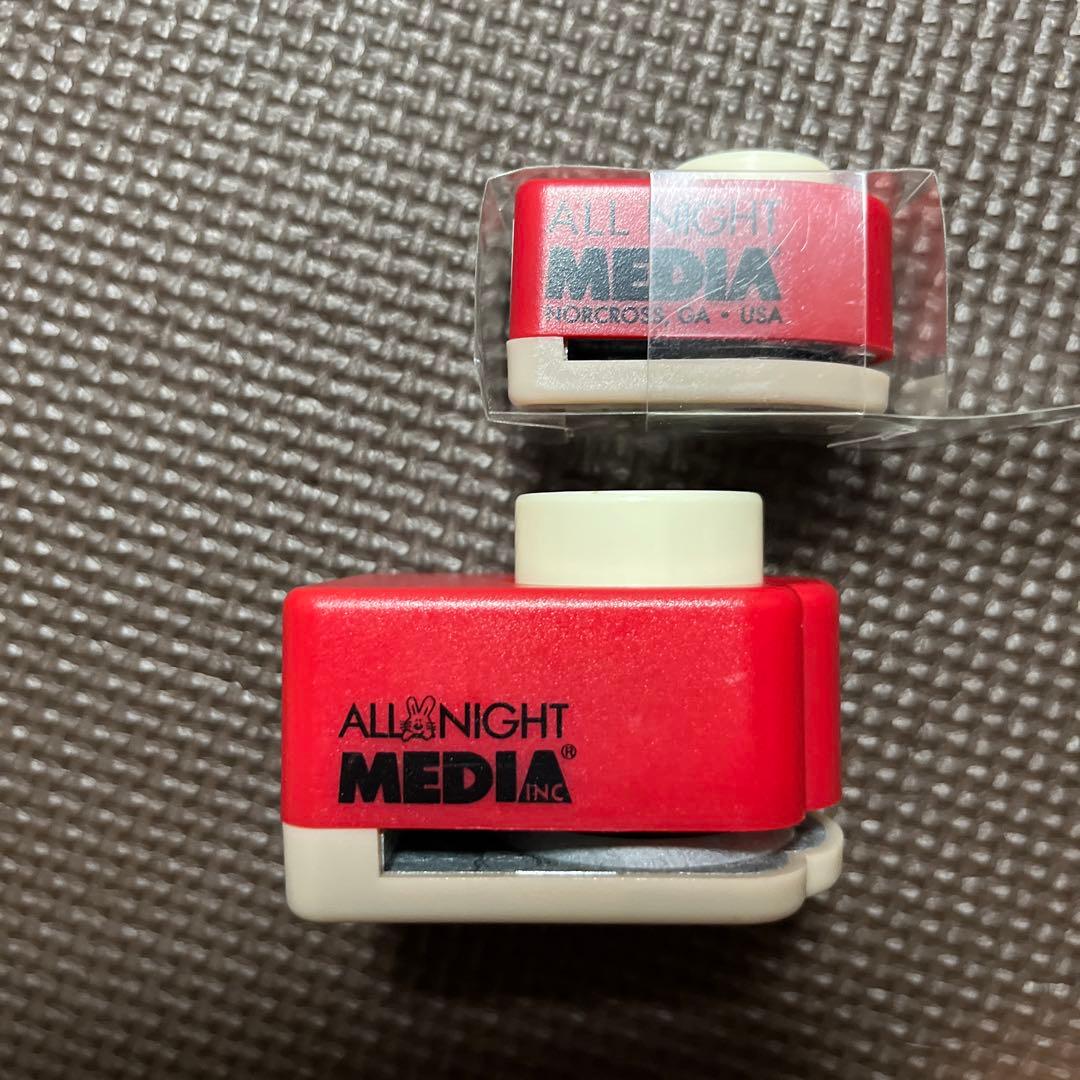 ALL NIGHT
MEDIA
NORCROSS, GA • USA
ALL NIGHT
MEDIA®
INC